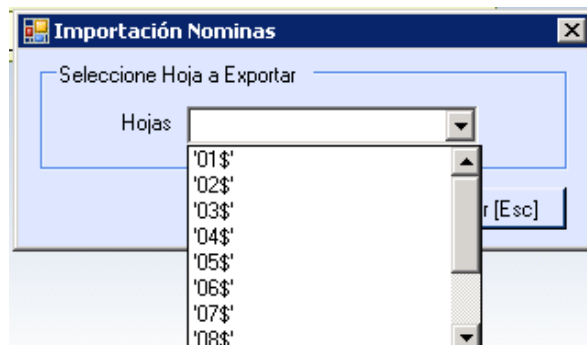 Importación Nominas
Seleccione Hoja a Exportar
Hojas
'01$'
'02$'
'03$'
'04$'
'05$'
r [Esc]
'06$'
'07$'
'08$'